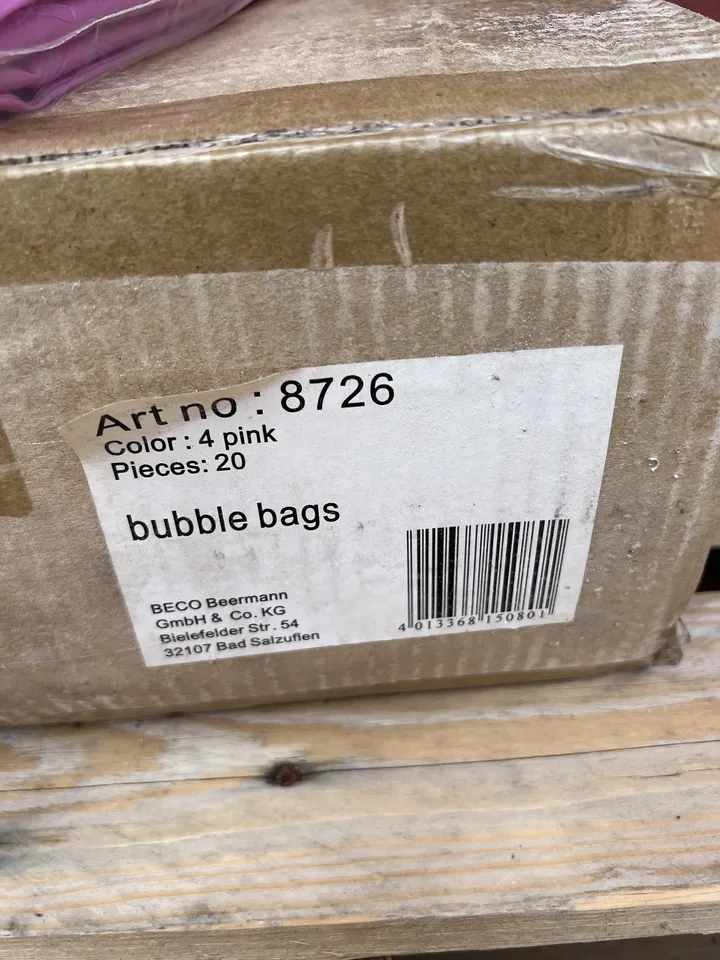 Art no : 8726
Color : 4 pink
Pieces: 20
bubble bags
BECO Beermann
GmbH & Co. KG
Bielefelder Str. 54
32107 Bad Salzuflen
4 013368 150801